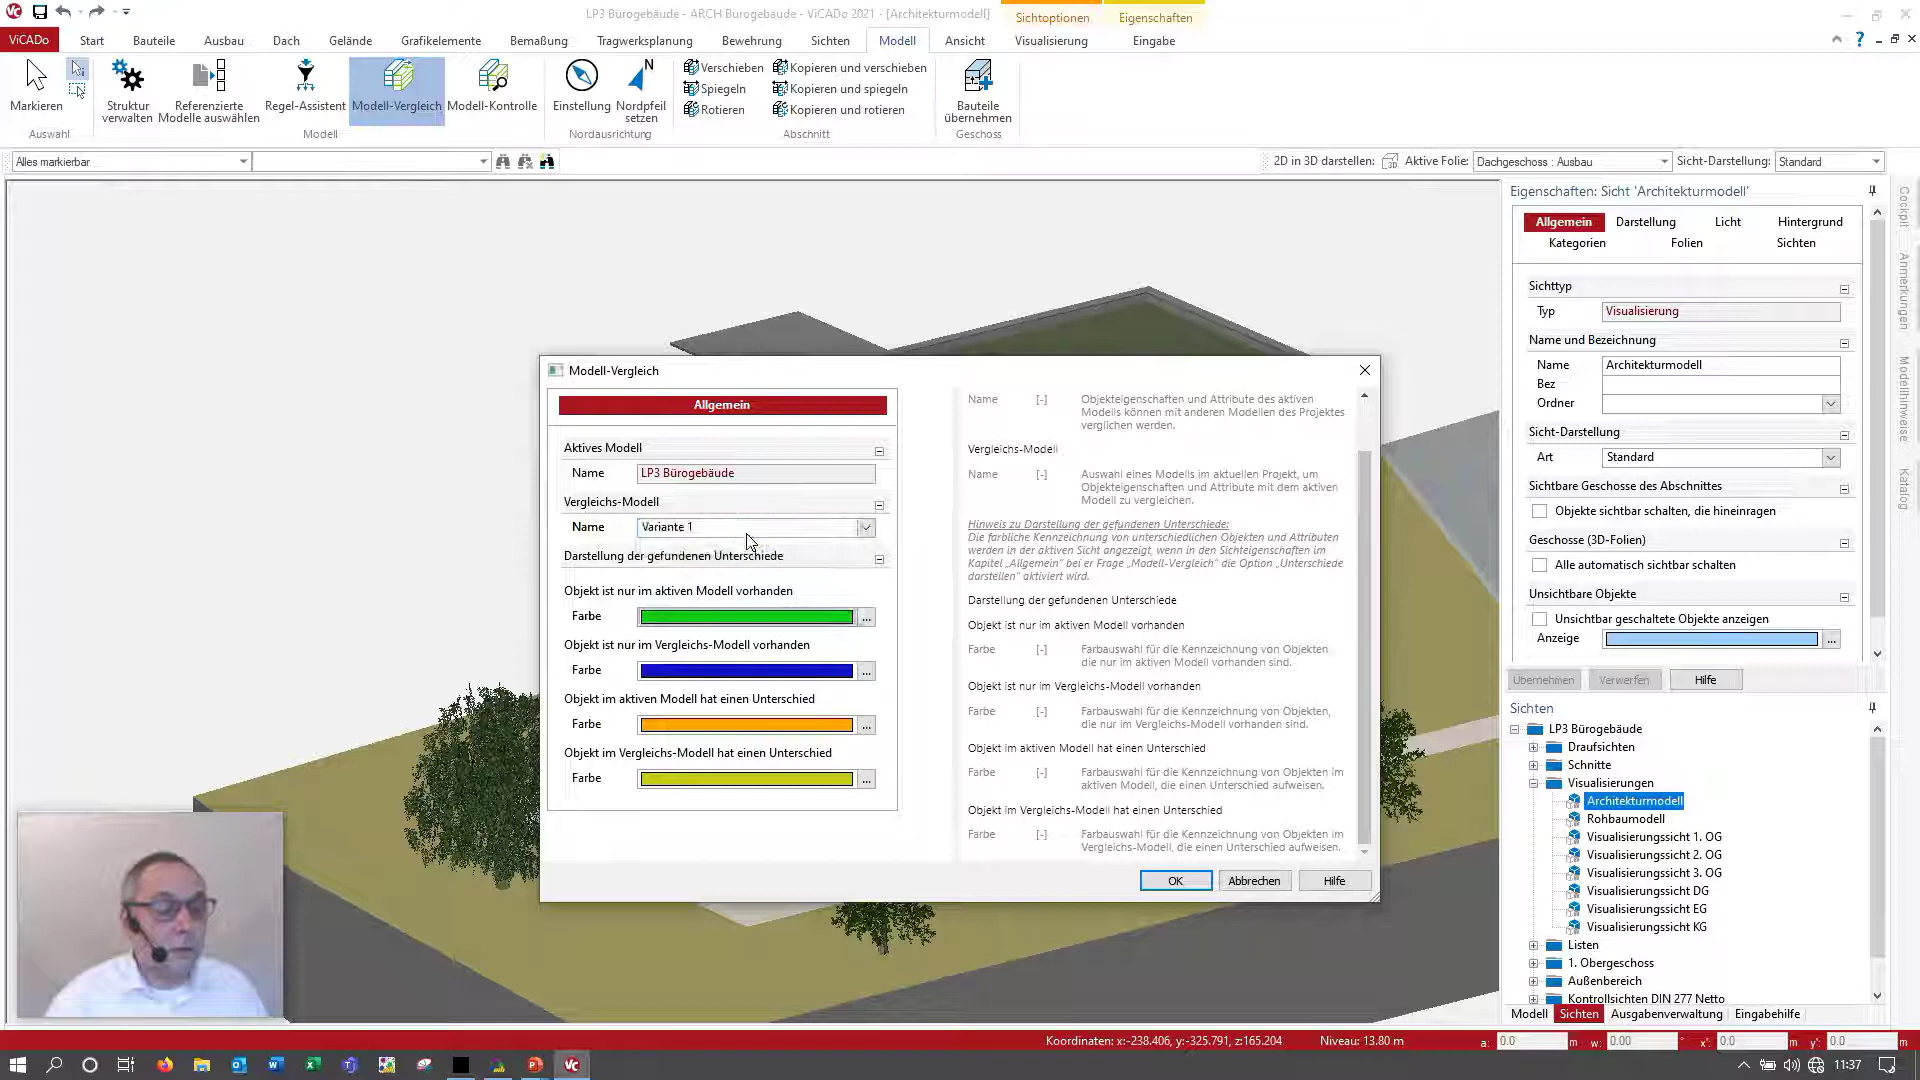 LP3 Bürogebäude - ARCH Bürogebäude - ViCADo 2021 - [Architekturmodell]
Sichtoptionen
Eigenschaften
ViCADo
Start
Bauteile
Ausbau
Dach
Gelände
Grafikelemente
Bemaßung
Tragwerksplanung
Bewehrung
Sichten
Modell
Ansicht
Visualisierung
Eingabe
Markieren
Struktur
verwalten
Referenzierte
Modelle auswählen
Regel-Assistent
Modell-Vergleich
Modell-Kontrolle
Einstellung
Nordpfeil
setzen
Verschieben
Spiegeln
Rotieren
Kopieren und verschieben
Kopieren und spiegeln
Kopieren und rotieren
Bauteile
übernehmen
Auswahl
Modell
Nordausrichtung
Abschnitt
Geschoss
Alles markierbar
2D in 3D darstellen:
Aktive Folie:
Dachgeschoss : Ausbau
Sicht-Darstellung:
Standard
Modell-Vergleich
Allgemein
Aktives Modell
Name
LP3 Bürogebäude
Vergleichs-Modell
Name
Variante 1
Darstellung der gefundenen Unterschiede
Objekt ist nur im aktiven Modell vorhanden
Farbe
...
Objekt ist nur im Vergleichs-Modell vorhanden
Farbe
...
Objekt im aktiven Modell hat einen Unterschied
Farbe
...
Objekt im Vergleichs-Modell hat einen Unterschied
Farbe
...
Name [-] Objekteigenschaften und Attribute des aktiven
Modells können mit anderen Modellen des Projektes
verglichen werden.
Vergleichs-Modell
Name [-] Auswahl eines Modells im aktuellen Projekt, um
Objekteigenschaften und Attribute mit dem aktiven
Modell zu vergleichen.
Hinweis zu Darstellung der gefundenen Unterschiede:
Die farbliche Kennzeichnung von unterschiedlichen Objekten und Attributen
werden in der aktiven Sicht angezeigt, wenn in den Sichteigenschaften im
Kapitel „Allgemein" bei er Frage „Modell-Vergleich" die Option „Unterschiede
darstellen" aktiviert wird.
Darstellung der gefundenen Unterschiede
Objekt ist nur im aktiven Modell vorhanden
Farbe [-] Farbauswahl für die Kennzeichnung von Objekten
die nur im aktiven Modell vorhanden sind.
Objekt ist nur im Vergleichs-Modell vorhanden
Farbe [-] Farbauswahl für die Kennzeichnung von Objekten,
die nur im Vergleichs-Modell vorhanden sind.
Objekt im aktiven Modell hat einen Unterschied
Farbe [-] Farbauswahl für die Kennzeichnung von Objekten im
aktiven Modell, die einen Unterschied aufweisen.
Objekt im Vergleichs-Modell hat einen Unterschied
Farbe [-] Farbauswahl für die Kennzeichnung von Objekten im
Vergleichs-Modell, die einen Unterschied aufweisen.
OK
Abbrechen
Hilfe
Eigenschaften: Sicht 'Architekturmodell'
Allgemein
Darstellung
Licht
Hintergrund
Kategorien
Folien
Sichten
Sichttyp
Typ
Visualisierung
Name und Bezeichnung
Name
Architekturmodell
Bez
Ordner
Sicht-Darstellung
Art
Standard
Sichtbare Geschosse des Abschnittes
Objekte sichtbar schalten, die hineinragen
Geschosse (3D-Folien)
Alle automatisch sichtbar schalten
Unsichtbare Objekte
Unsichtbar geschaltete Objekte anzeigen
Anzeige
...
Übernehmen
Verwerfen
Hilfe
Sichten
LP3 Bürogebäude
Draufsichten
Schnitte
Visualisierungen
Architekturmodell
Rohbaumodell
Visualisierungssicht 1. OG
Visualisierungssicht 2. OG
Visualisierungssicht 3. OG
Visualisierungssicht DG
Visualisierungssicht EG
Visualisierungssicht KG
Listen
1. Obergeschoss
Außenbereich
Kontrollsichten DIN 277 Netto
Modell
Sichten
Ausgabenverwaltung
Eingabehilfe
Cockpit
Anmerkungen
Modellhinweise
Katalog
Koordinaten: x:-238.406, y:-325.791, z:165.204
Niveau: 13.80 m
a: 0.0 m
w: 0.00 °
x': 0.0 m
y': 0.0 m
11:37